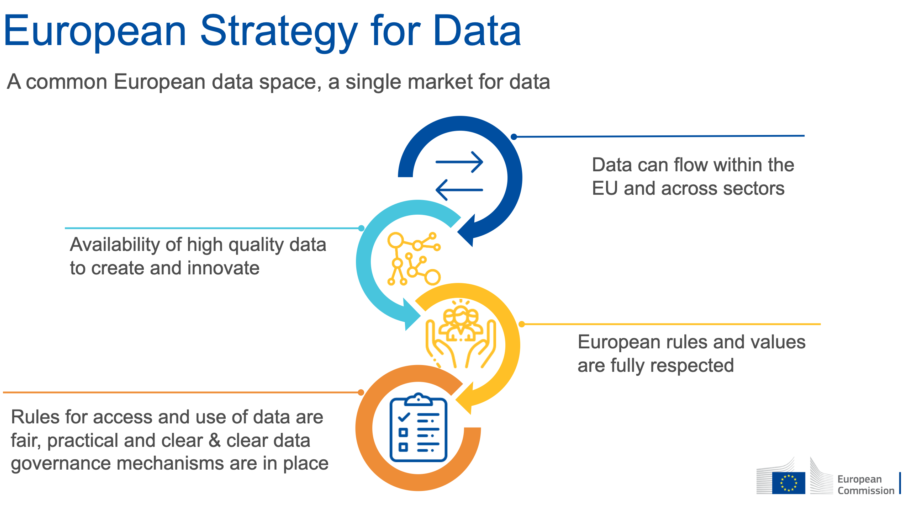 European Strategy for Data
A common European data space, a single market for data
Data can flow within the
EU and across sectors
Availability of high quality data
to create and innovate
European rules and values
are fully respected
Rules for access and use of data are
fair, practical and clear & clear data
governance mechanisms are in place
European
Commission